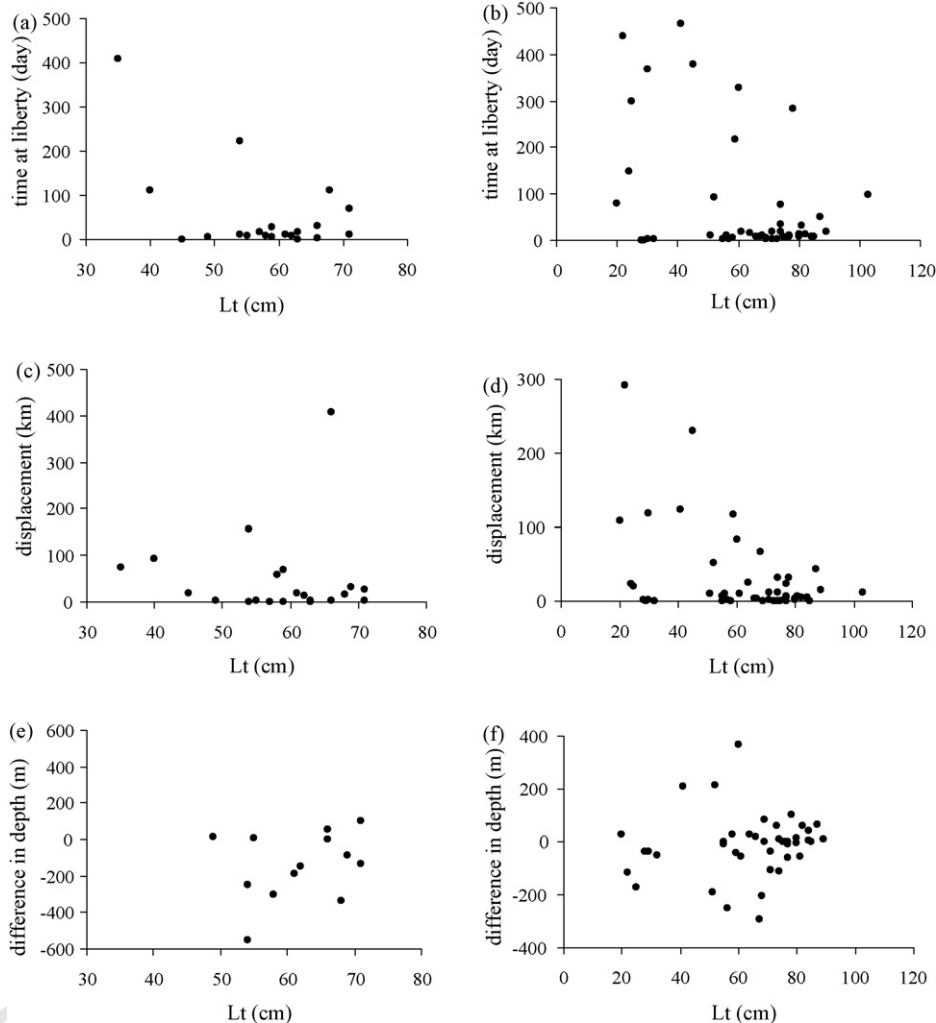 (a)
time at liberty (day)
500
400
300
200
100
0
30 40 50 60 70 80
Lt (cm)
(b)
time at liberty (day)
500
400
300
200
100
0
0 20 40 60 80 100 120
Lt (cm)
(c)
displacement (km)
500
400
300
200
100
0
30 40 50 60 70 80
Lt (cm)
(d)
displacement (km)
300
200
100
0
0 20 40 60 80 100 120
Lt (cm)
(e)
difference in depth (m)
600
400
200
0
-200
-400
-600
30 40 50 60 70 80
Lt (cm)
(f)
difference in depth (m)
400
200
0
-200
-400
0 20 40 60 80 100 120
Lt (cm)